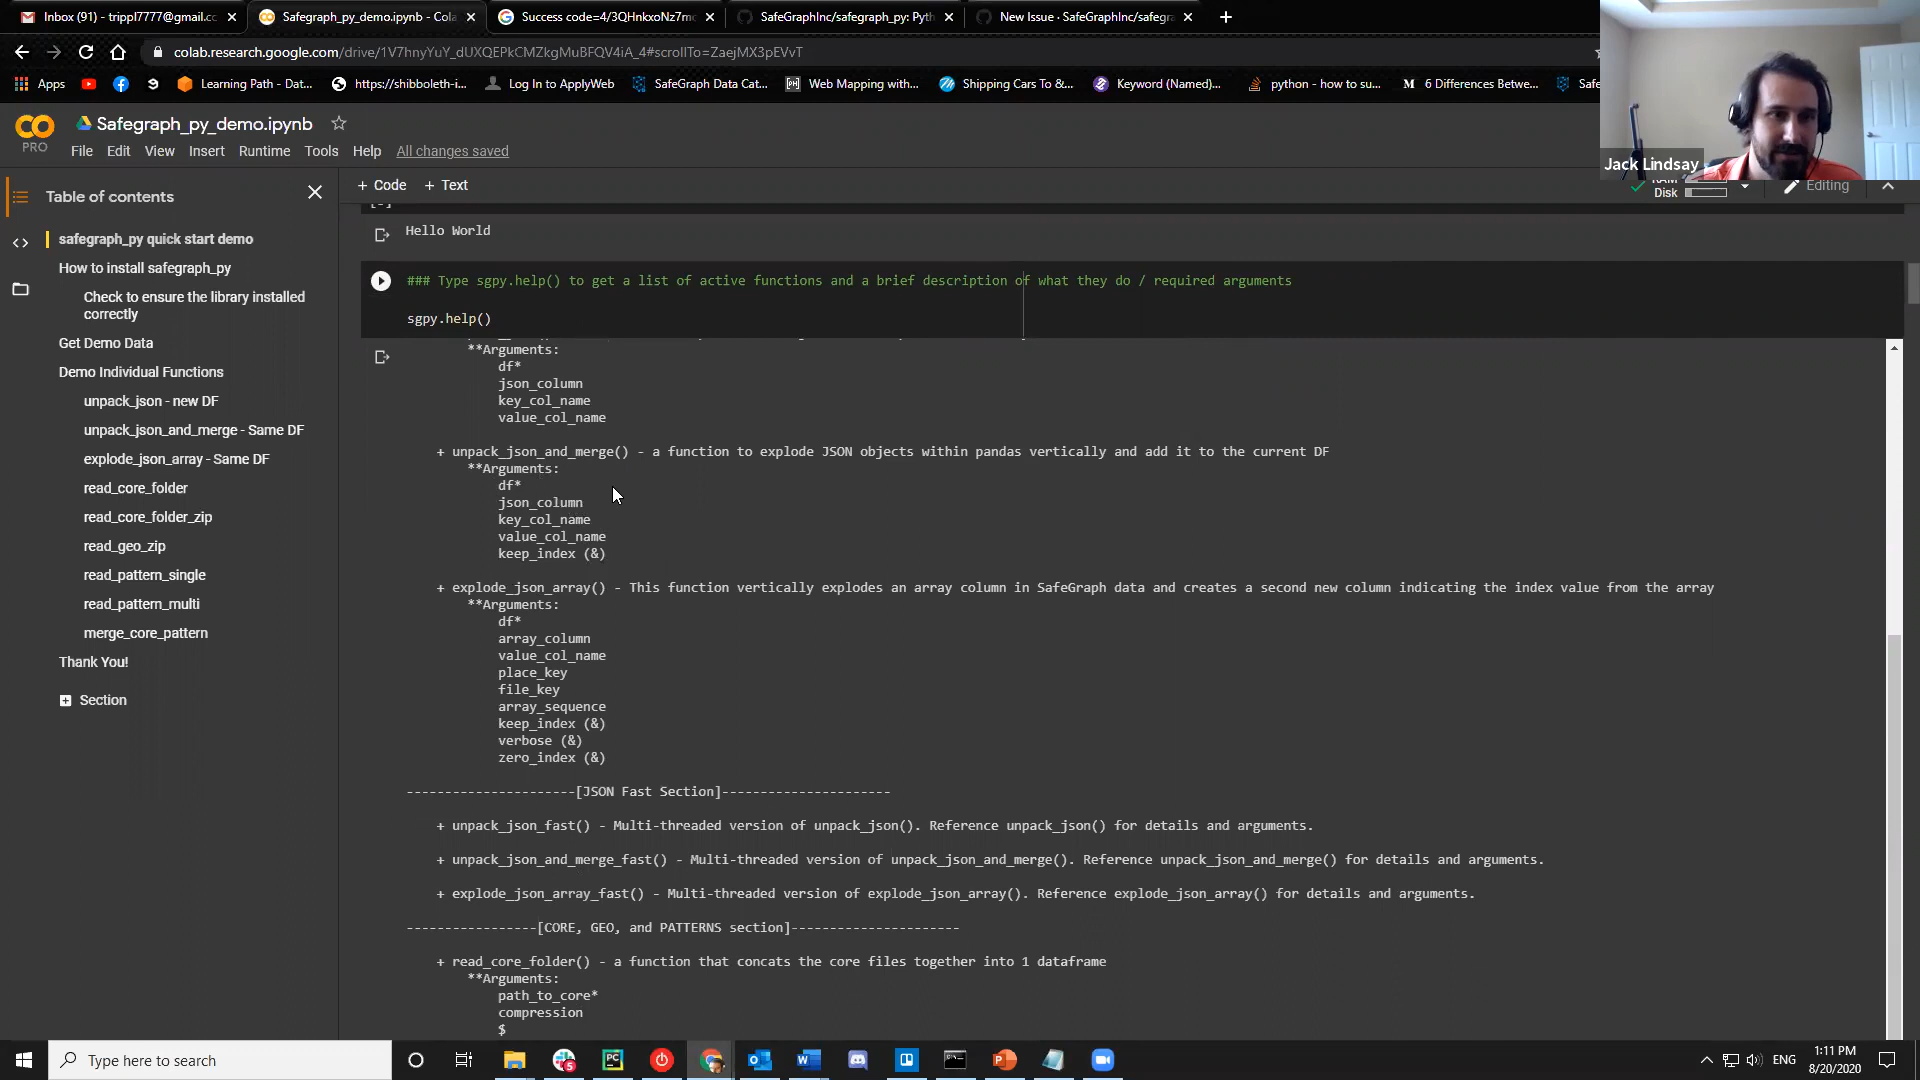 Inbox (91) - trippl7777@gmail.cc
Safegraph_py_demo.ipynb - Cola
Success code=4/3QHnkxoNz7mc
SafeGraphInc/safegraph_py: Pyth
New Issue · SafeGraphInc/safegra
colab.research.google.com/drive/1V7hnyYuY_dUXQEPkCMZkgMuBFQV4iA_4#scrollTo=ZaejMX3pEVvT
Apps
Learning Path - Dat...
https://shibboleth-i...
Log In to ApplyWeb
SafeGraph Data Cat...
Web Mapping with...
Shipping Cars To &...
Keyword (Named)...
python - how to su...
6 Differences Betwe...
Safe
Jack Lindsay
PRO
Safegraph_py_demo.ipynb
File Edit View Insert Runtime Tools Help All changes saved
+ Code + Text
RAM
Disk
Editing
Table of contents
safegraph_py quick start demo
How to install safegraph_py
Check to ensure the library installed
correctly
Get Demo Data
Demo Individual Functions
unpack_json - new DF
unpack_json_and_merge - Same DF
explode_json_array - Same DF
read_core_folder
read_core_folder_zip
read_geo_zip
read_pattern_single
read_pattern_multi
merge_core_pattern
Thank You!
Section
Hello World
### Type sgpy.help() to get a list of active functions and a brief description of what they do / required arguments
sgpy.help()
**Arguments:
df*
json_column
key_col_name
value_col_name
+ unpack_json_and_merge() - a function to explode JSON objects within pandas vertically and add it to the current DF
**Arguments:
df*
json_column
key_col_name
value_col_name
keep_index (&)
+ explode_json_array() - This function vertically explodes an array column in SafeGraph data and creates a second new column indicating the index value from the array
**Arguments:
df*
array_column
value_col_name
place_key
file_key
array_sequence
keep_index (&)
verbose (&)
zero_index (&)
----------------------[JSON Fast Section]----------------------
+ unpack_json_fast() - Multi-threaded version of unpack_json(). Reference unpack_json() for details and arguments.
+ unpack_json_and_merge_fast() - Multi-threaded version of unpack_json_and_merge(). Reference unpack_json_and_merge() for details and arguments.
+ explode_json_array_fast() - Multi-threaded version of explode_json_array(). Reference explode_json_array() for details and arguments.
-----------------[CORE, GEO, and PATTERNS section]----------------------
+ read_core_folder() - a function that concats the core files together into 1 dataframe
**Arguments:
path_to_core*
compression
$
Type here to search
ENG
1:11 PM
8/20/2020